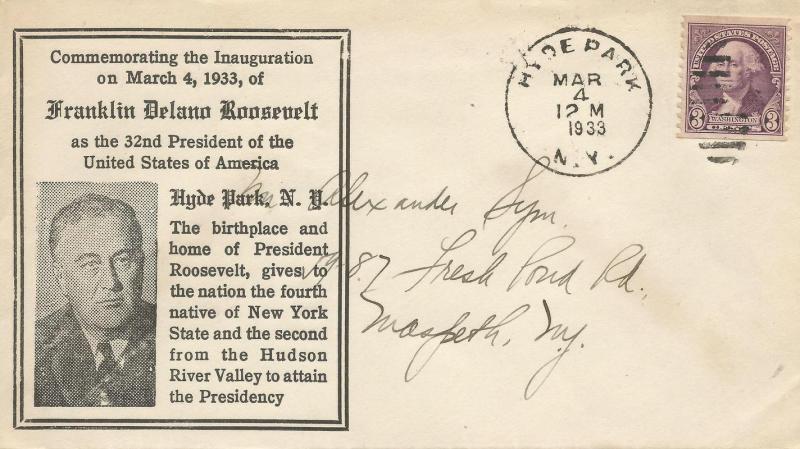 Commemorating the Inauguration
on March 4, 1933, of
Franklin Delano Roosevelt
as the 32nd President of the
United States of America
Hyde Park, N. Y.
The birthplace and
home of President
Roosevelt, gives to
the nation the fourth
native of New York
State and the second
from the Hudson
River Valley to attain
the Presidency
HYDE PARK
MAR
4
12 M
1933
N.Y.
UNITED STATES POSTAGE
WASHINGTON
3 3
Alexander Sym
Fresh Pond Rd.,
Maspeth, N.y.